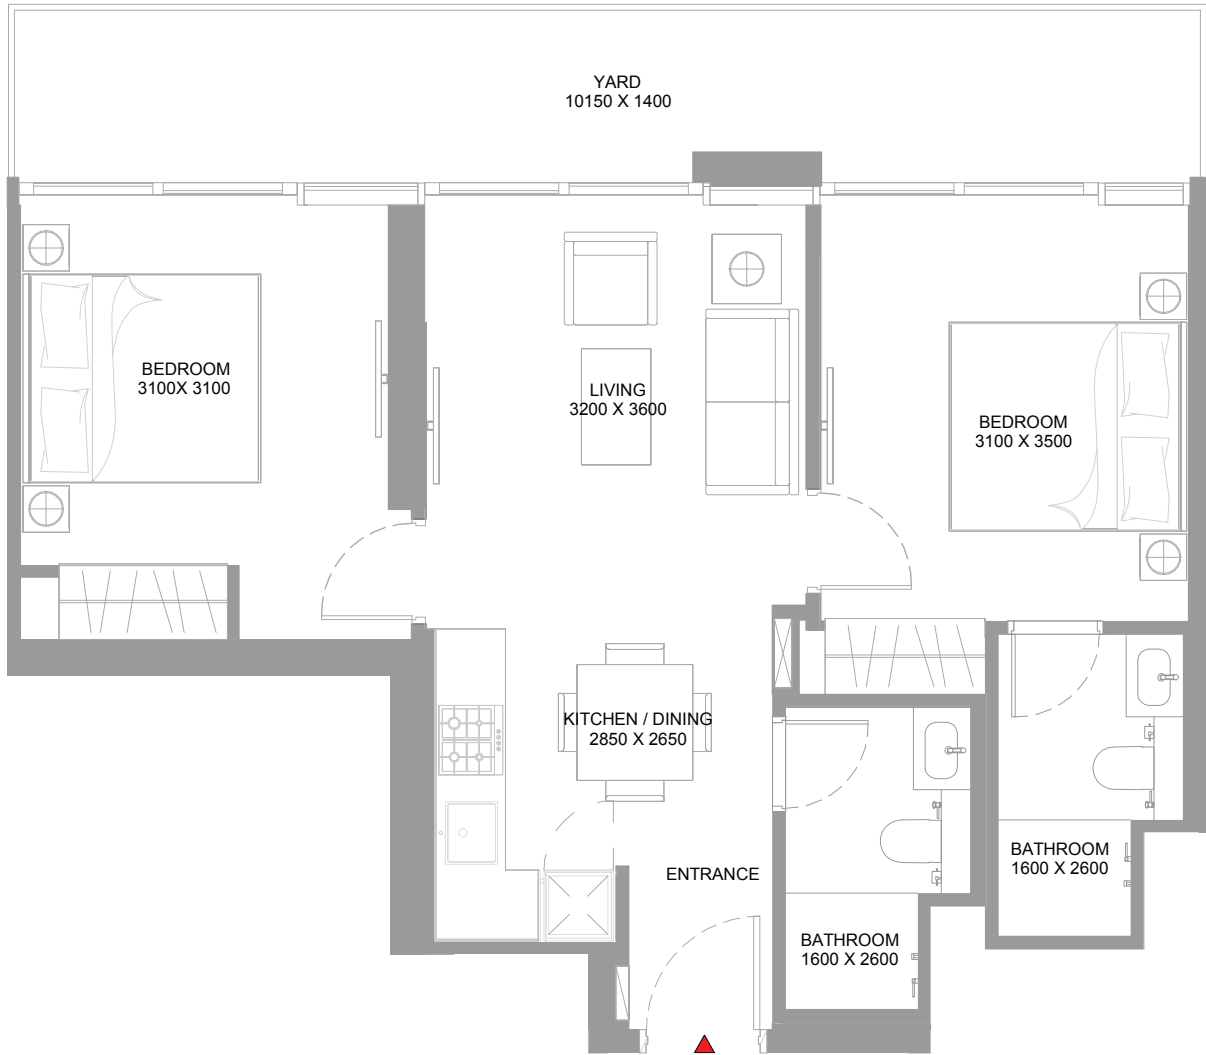 YARD
10150 X 1400
BEDROOM
3100X 3100
LIVING
3200 X 3600
BEDROOM
3100 X 3500
KITCHEN / DINING
2850 X 2650
ENTRANCE
BATHROOM
1600 X 2600
BATHROOM
1600 X 2600